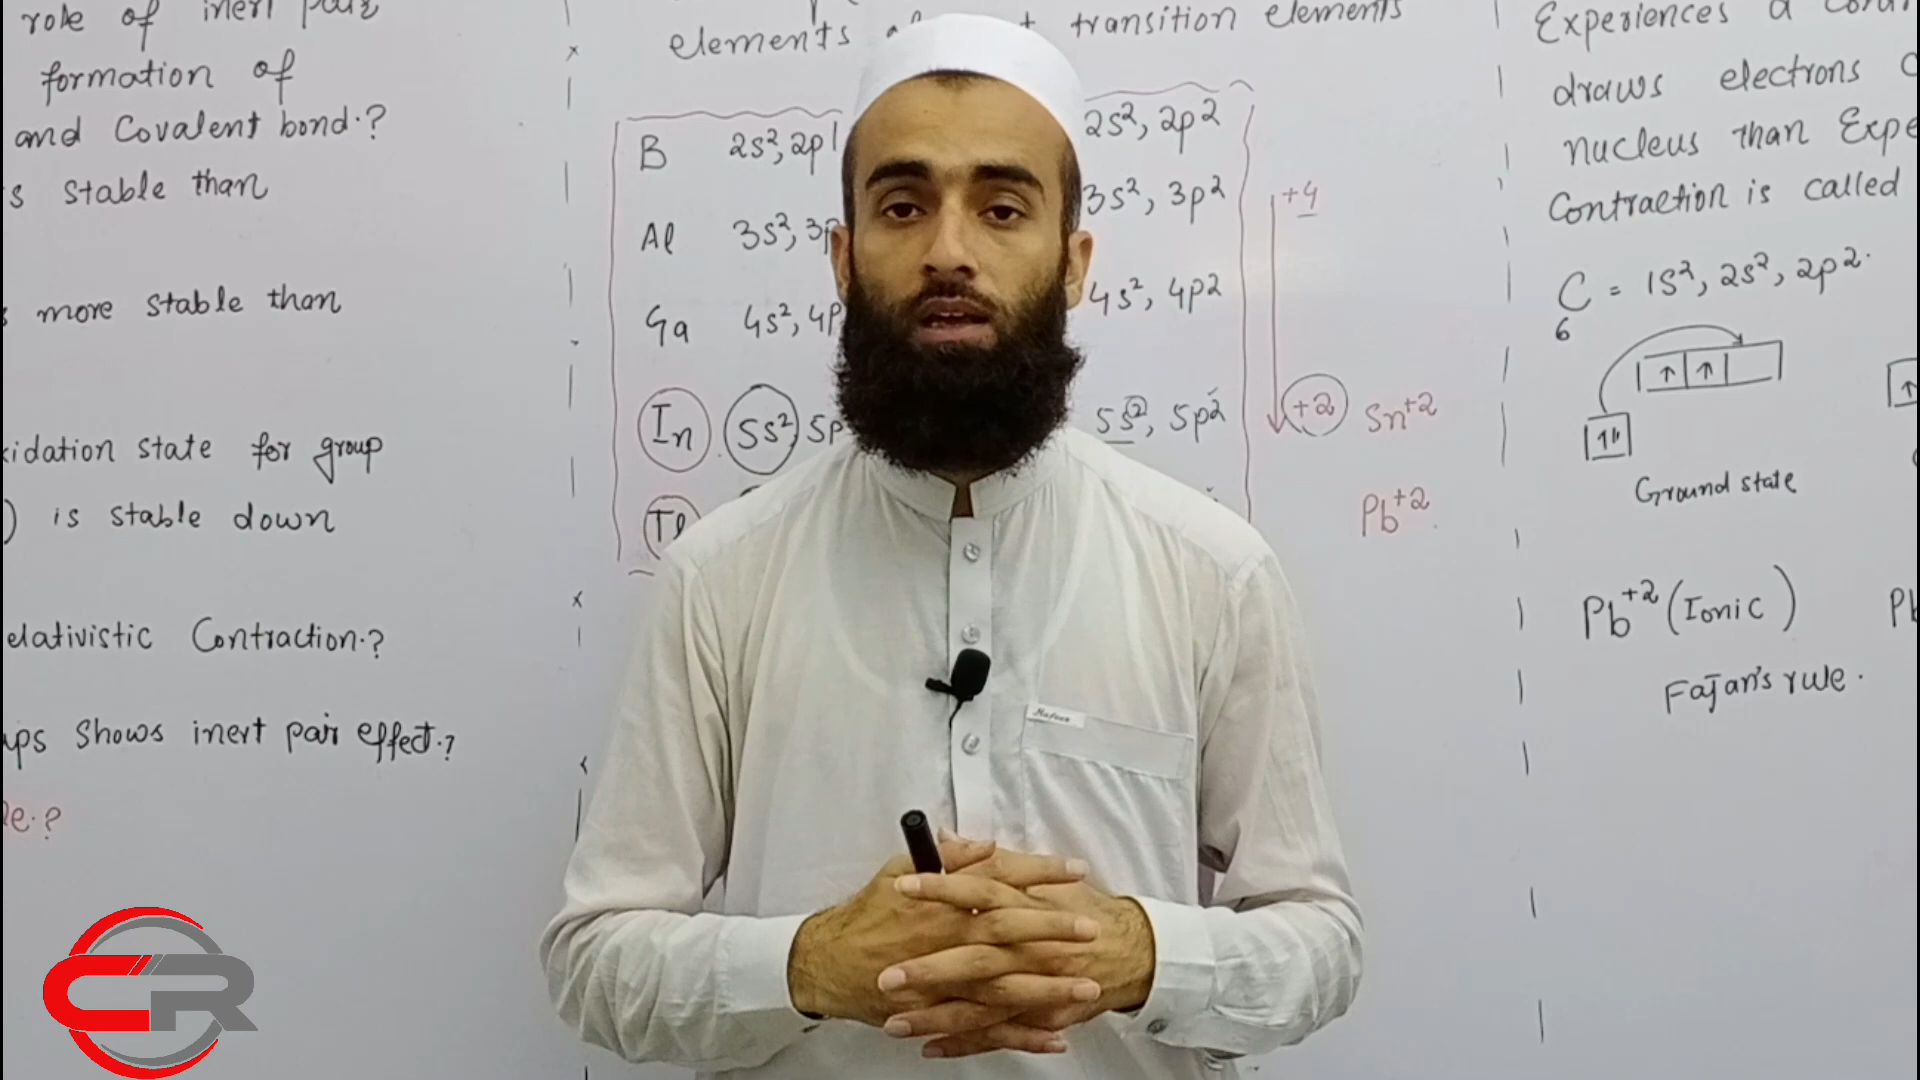 role of inert pair
formation of
and Covalent bond.?
s stable than
more stable than
idation state for group
) is stable down
elativistic Contraction.?
ups shows inert pair effect.?
le.?
elements transition elements
B 2s², 2p1 2s², 2p2
Al 3s², 3p 3s², 3p2
Ga 4s², 4p 4s², 4p2
In 5s², 5p 5s², 5p2
Tl
+4
+2 Sn+2
Pb+2.
Experiences a
draws electrons
nucleus than Expe
Contraction is called
C = 1s², 2s², 2p2.
6
Ground state
Pb+2 (Ionic) Pb
Fajan's rule.
CR